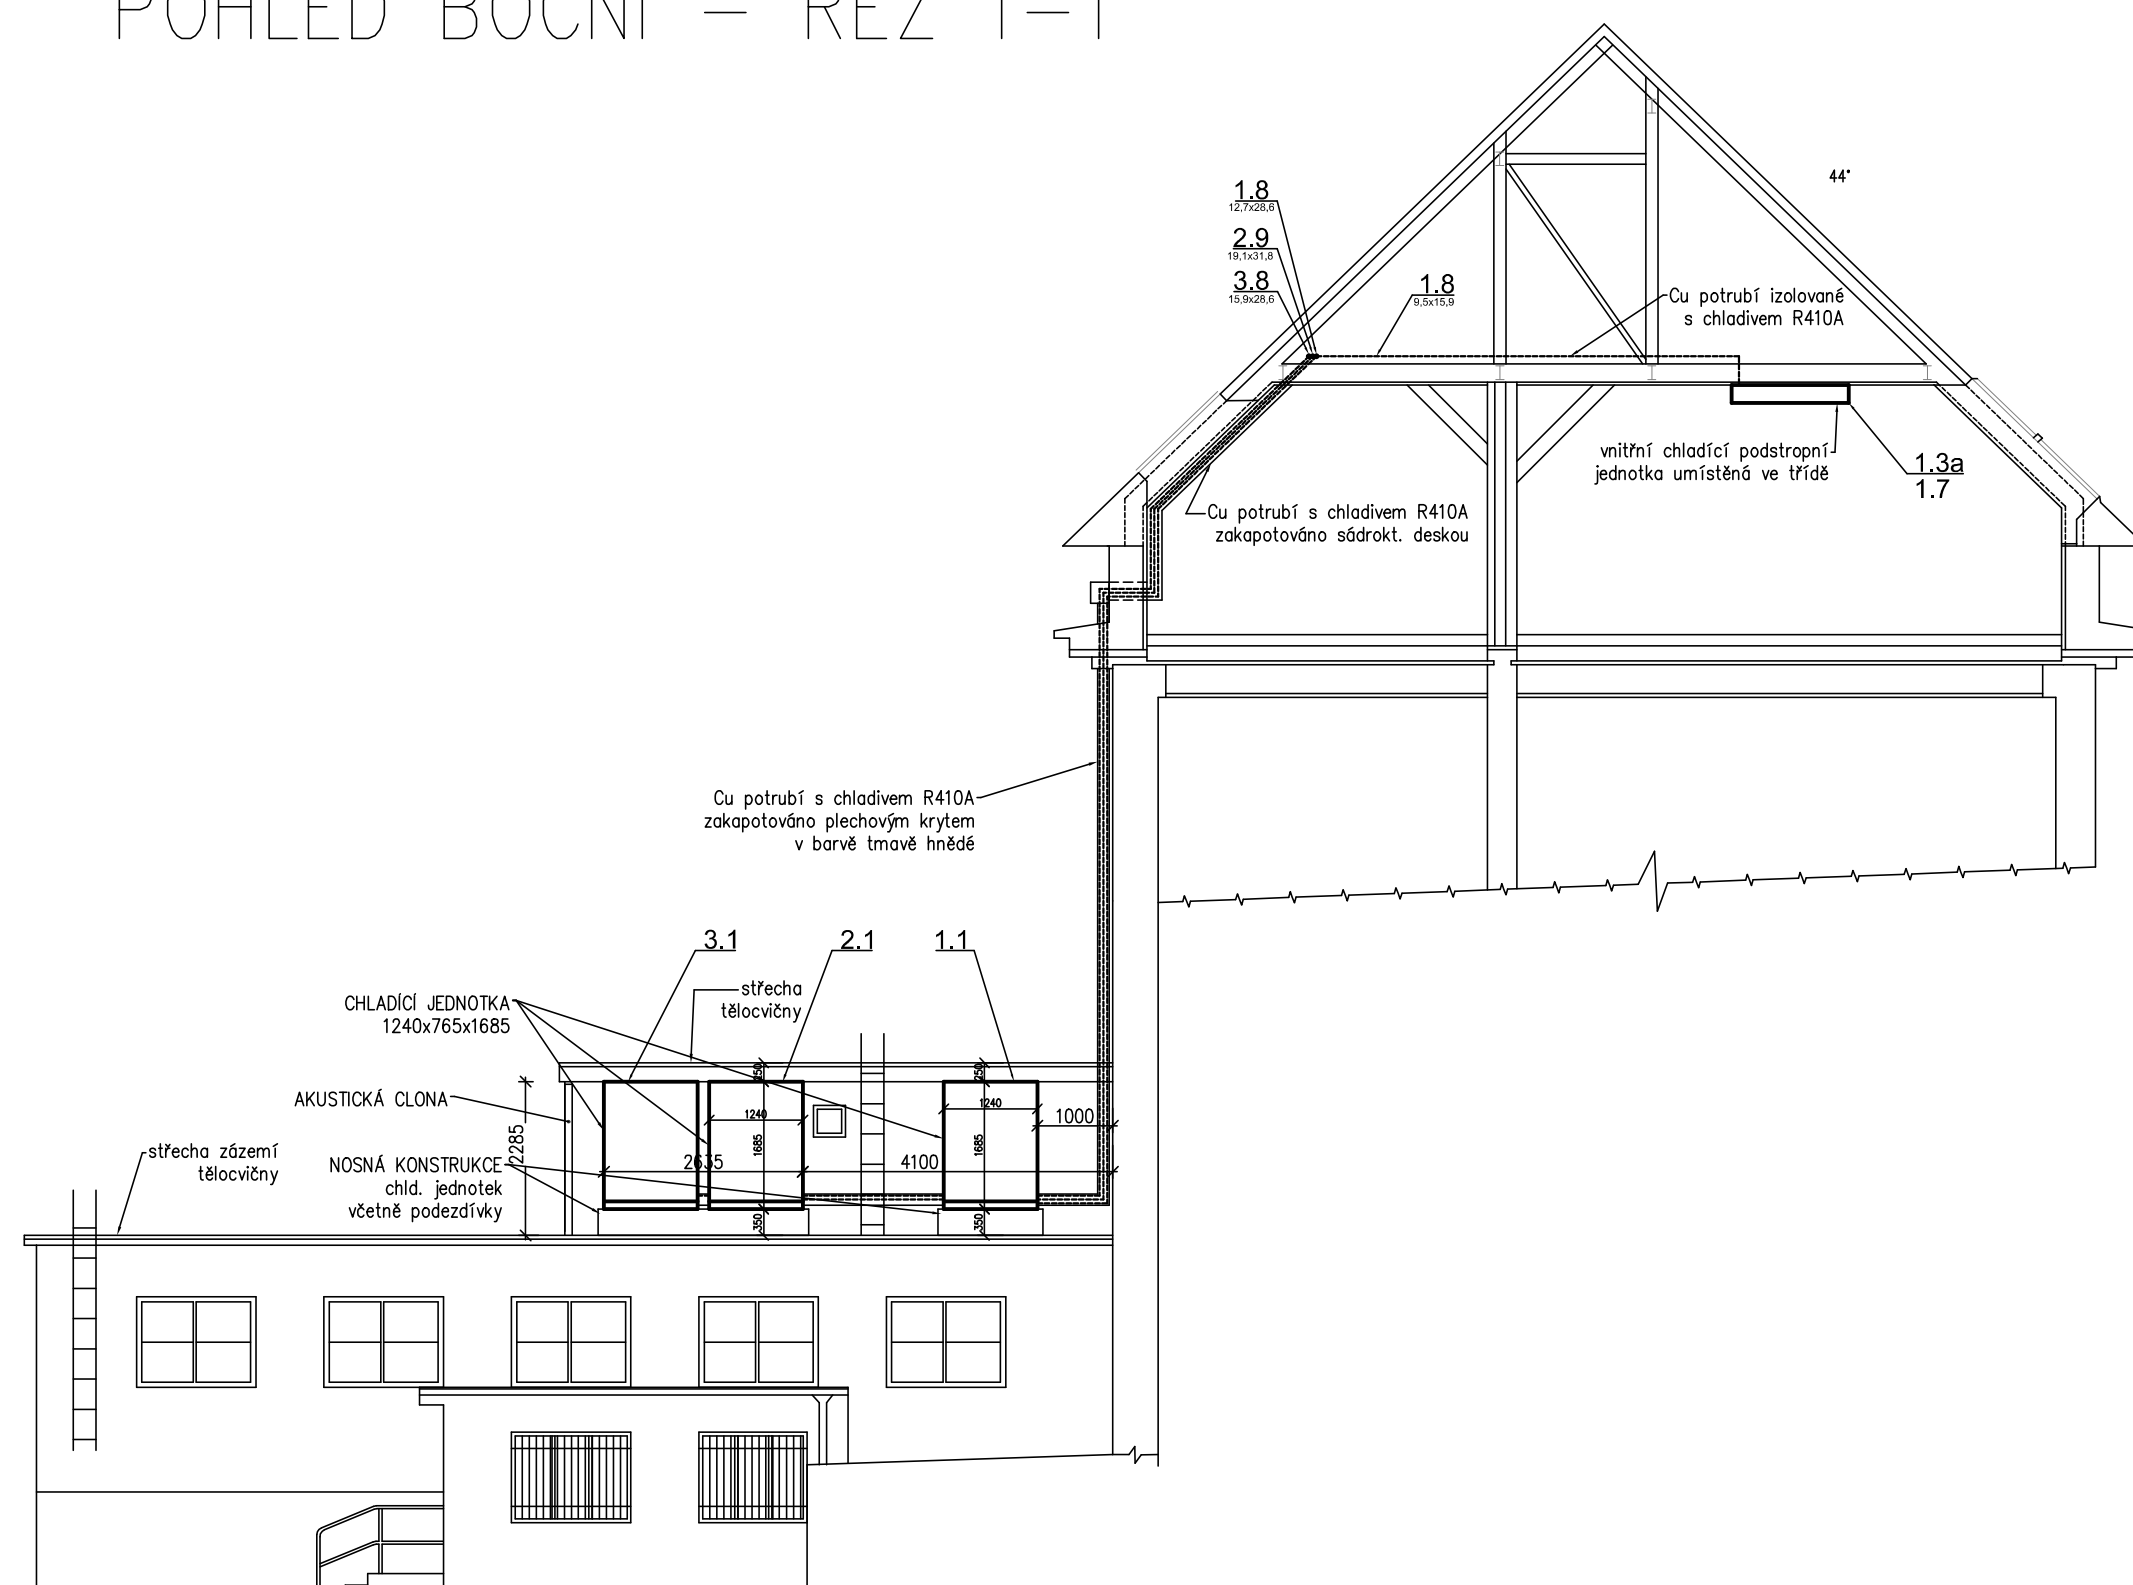 POHLED BOČNÍ - ŘEZ 1-1
44°
1.8
12,7x28,6
2.9
19,1x31,8
3.8
15,9x28,6
1.8
9,5x15,9
Cu potrubí izolované
s chladivem R410A
vnitřní chladící podstropní
jednotka umístěná ve třídě
1.3a
1.7
Cu potrubí s chladivem R410A
zakapotováno sádrokt. deskou
Cu potrubí s chladivem R410A
zakapotováno plechovým krytem
v barvě tmavě hnědé
3.1
2.1
1.1
střecha
tělocvičny
CHLADÍCÍ JEDNOTKA
1240x765x1685
AKUSTICKÁ CLONA
střecha zázemí
tělocvičny
NOSNÁ KONSTRUKCE
chld. jednotek
včetně podezdívky
2285
250
1240
1685
2635
350
4100
250
1240
1685
350
1000